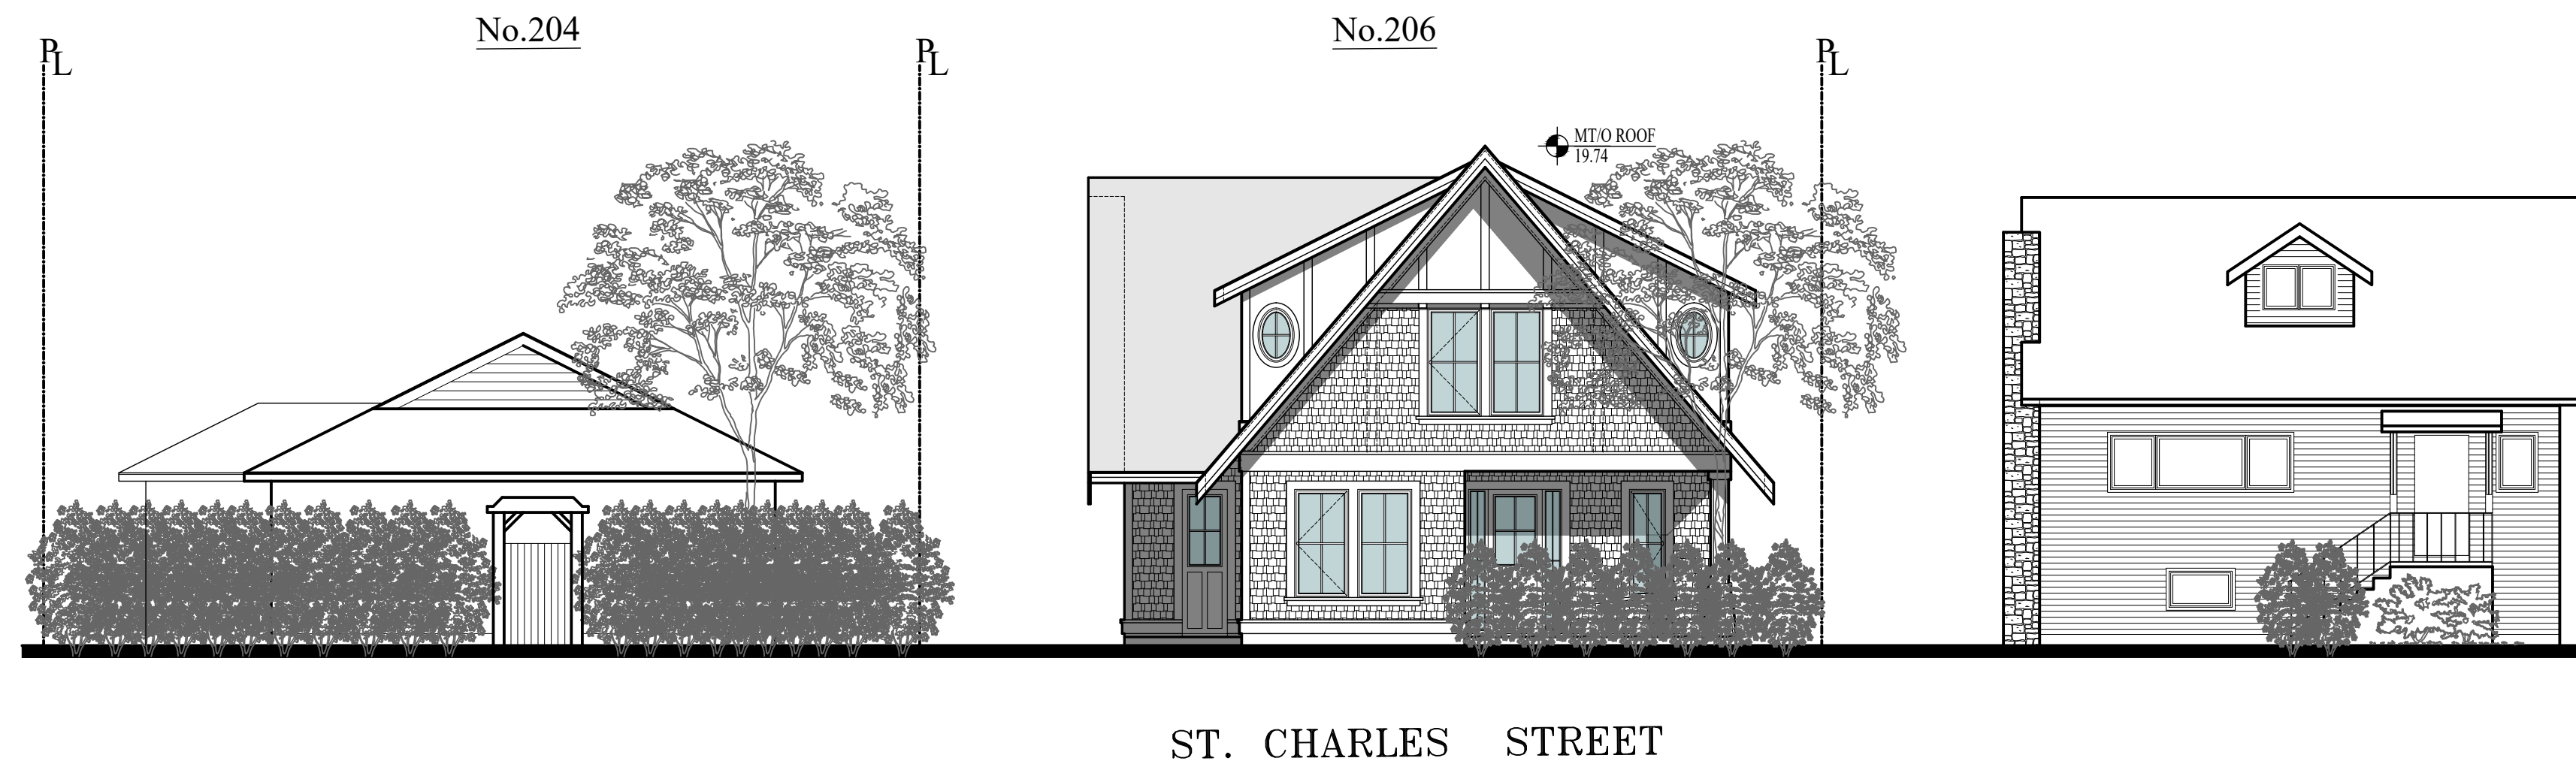 No.204
No.206
PL
PL
PL
MT/O ROOF
19.74
ST. CHARLES STREET